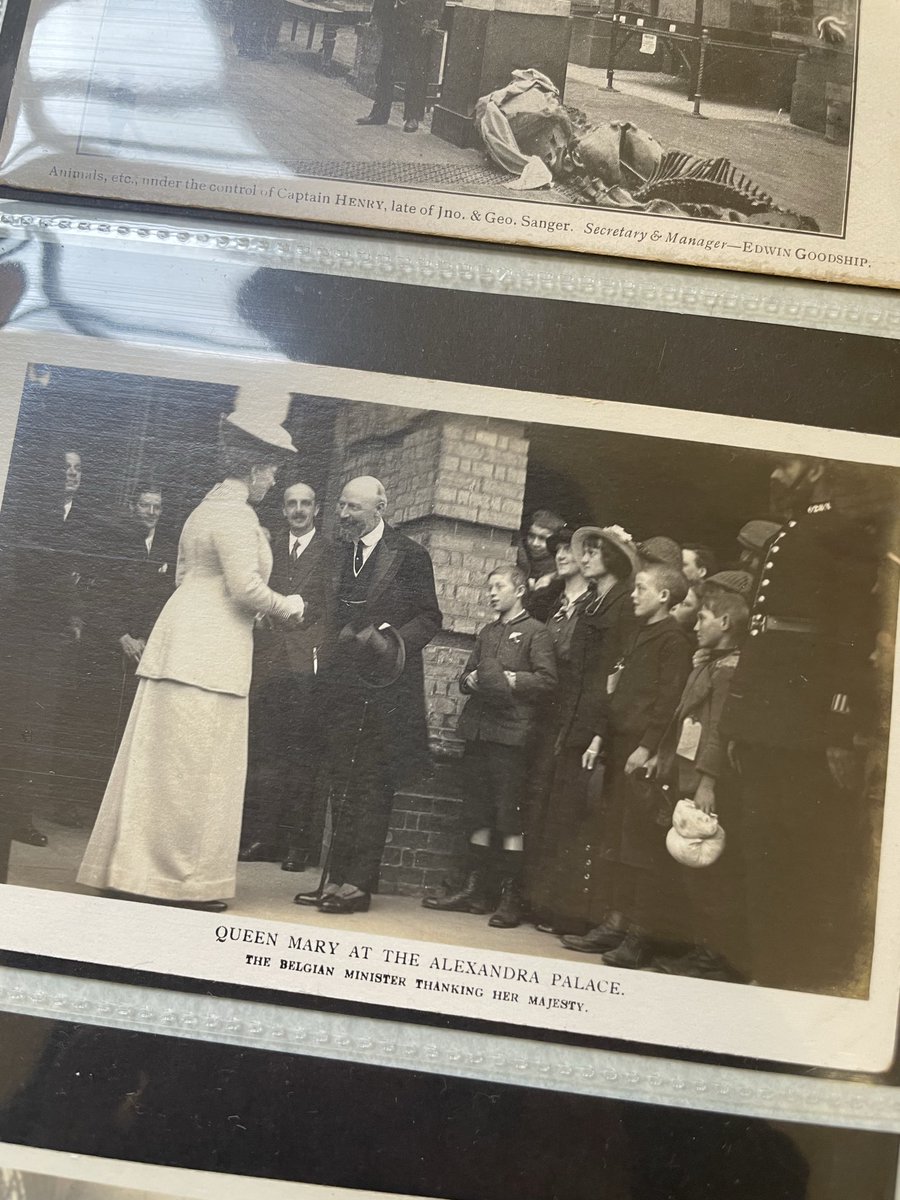 Animals, etc., under the control of Captain HENRY, late of Jno. & Geo. Sanger. Secretary & Manager—EDWIN GOODSHIP.
QUEEN MARY AT THE ALEXANDRA PALACE.
THE BELGIAN MINISTER THANKING HER MAJESTY.